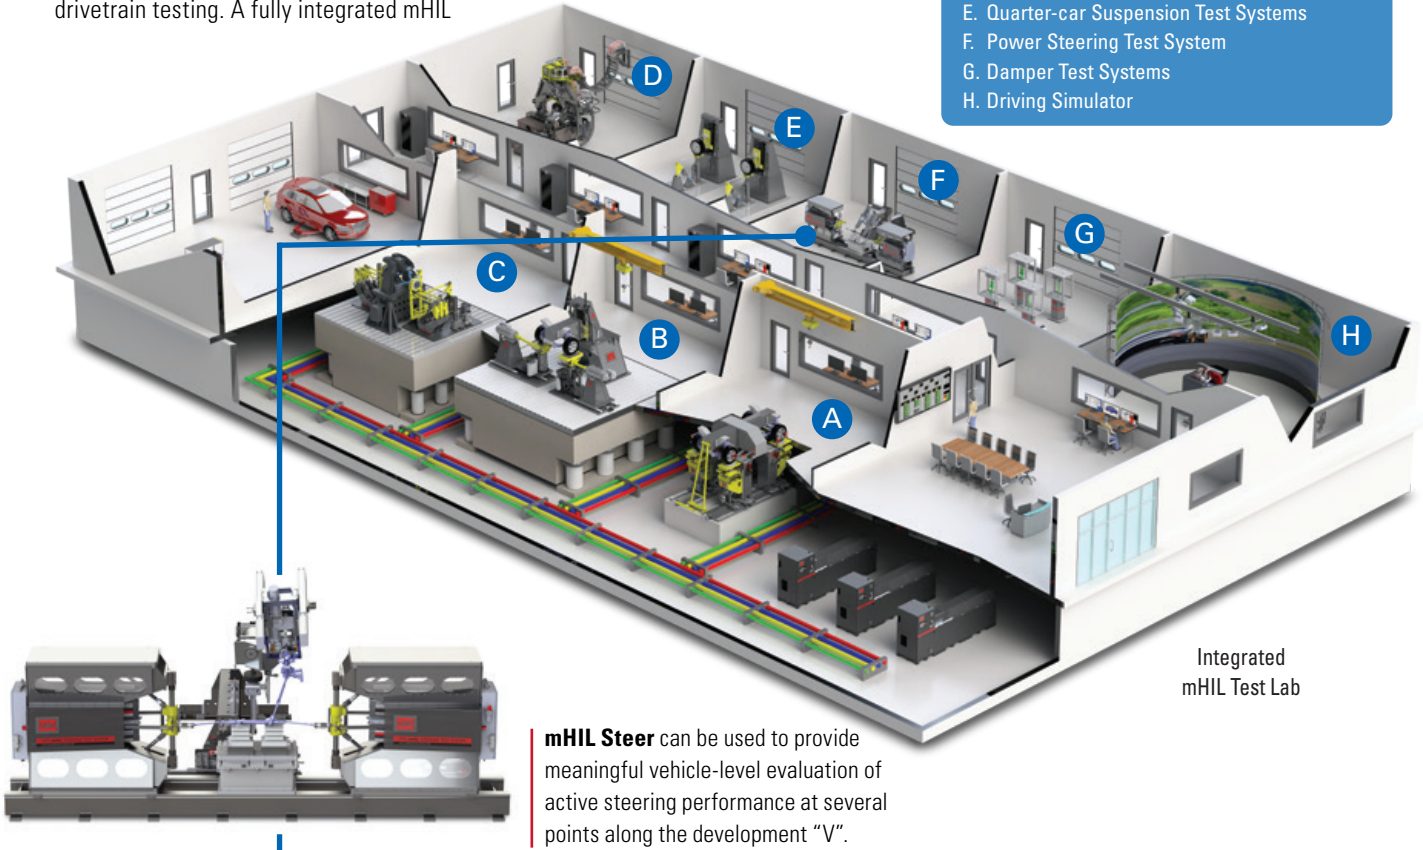 drivetrain testing. A fully integrated mHIL
E. Quarter-car Suspension Test Systems
F. Power Steering Test System
G. Damper Test Systems
H. Driving Simulator
D
E
F
G
H
C
B
A
Integrated
mHIL Test Lab
mHIL Steer can be used to provide
meaningful vehicle-level evaluation of
active steering performance at several
points along the development “V”.